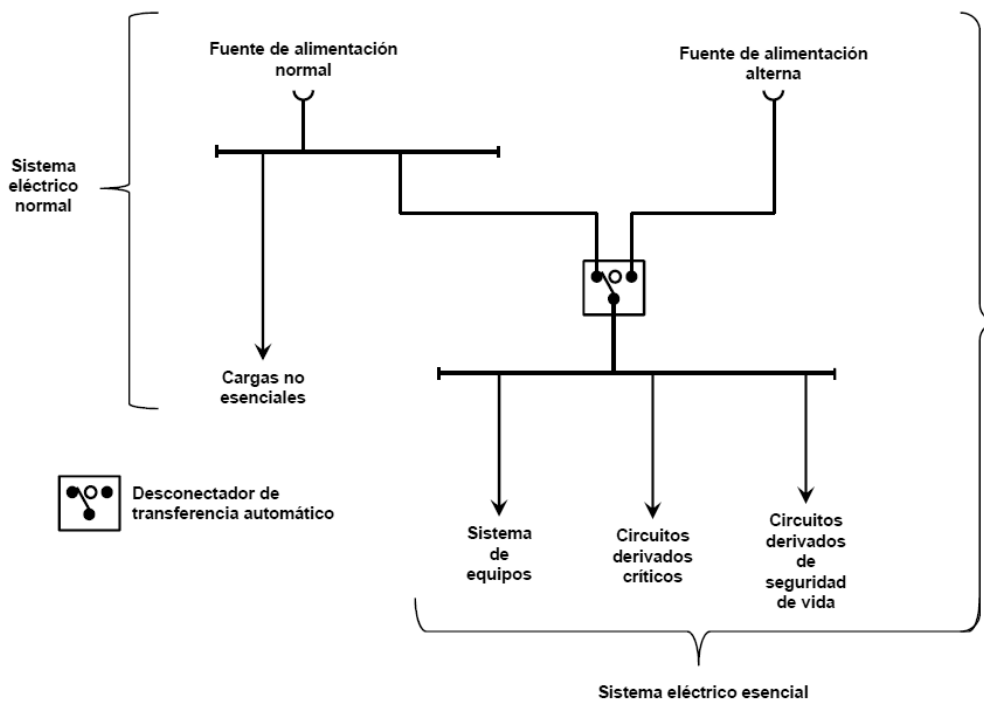 Fuente de alimentación
normal
Fuente de alimentación
alterna
Sistema
eléctrico
normal
Cargas no
esenciales
Desconectador de
transferencia automático
Sistema
de
equipos
Circuitos
derivados
críticos
Circuitos
derivados
de
seguridad
de vida
Sistema eléctrico esencial